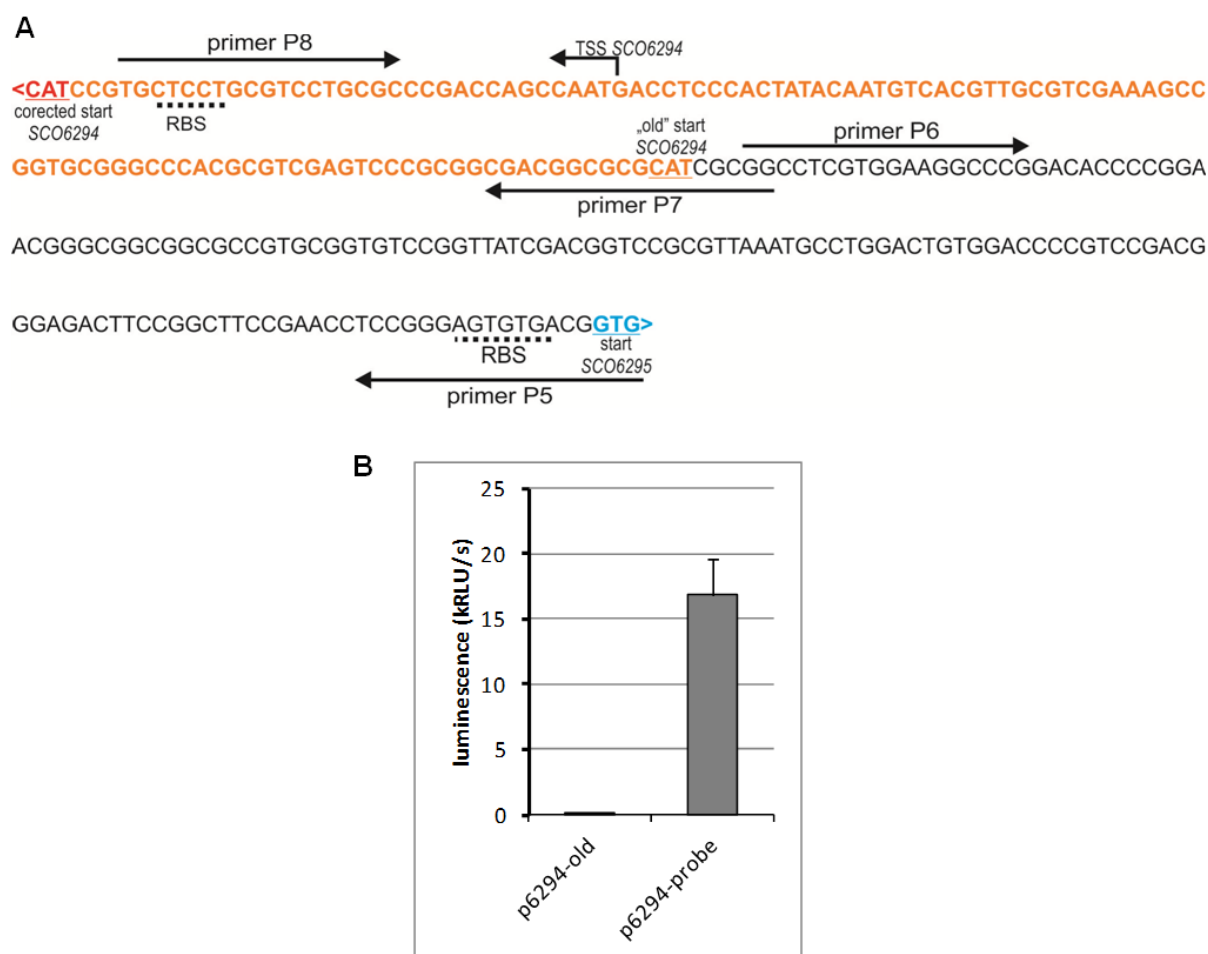 A
primer P8
TSS SCO6294
<CATCCGTGCTCCTGCGTCCTGCGCCCGACCAGCCAATGACCTCCCACTATACAATGTCACGTTGCGTCGAAAGCC
corected start
SCO6294
RBS
„old” start
SCO6294
primer P6
GGTGCGGGCCCACGCGTCGAGTCCCGCGGCGACGGCGCGCATCGCGGCCTCGTGGAAGGCCCGGACACCCCGGA
primer P7
ACGGGCGGCGGCGCCGTGCGGTGTCCGGTTATCGACGGTCCGCGTTAAATGCCTGGACTGTGGACCCCGTCCGACG
GGAGACTTCCGGCTTCCGAACCTCCGGGAGTGTGACGGTG>
RBS
start
SCO6295
primer P5
B
luminescence (kRLU/s)
25
20
15
10
5
0
p6294-old
p6294-probe